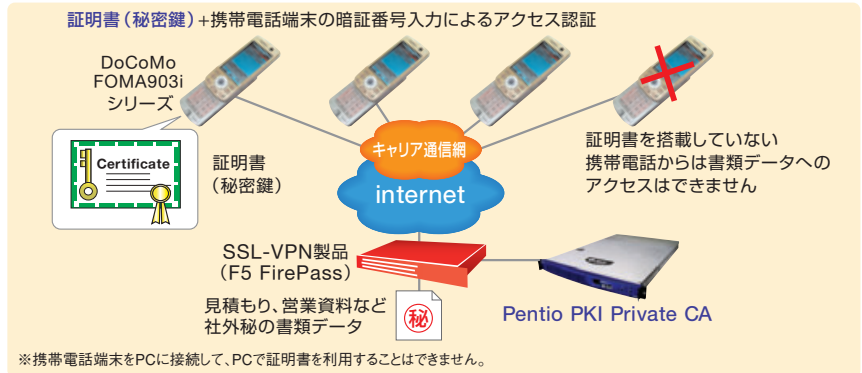 証明書（秘密鍵）+携帯電話端末の暗証番号入力によるアクセス認証
DoCoMo
FOMA903i
シリーズ
Certificate
証明書
（秘密鍵）
キャリア通信網
internet
証明書を搭載していない
携帯電話からは書類データへの
アクセスはできません
SSL-VPN製品
（F5 FirePass）
見積もり、営業資料など
社外秘の書類データ
㊙
Pentio PKI Private CA
※携帯電話端末をPCに接続して、PCで証明書を利用することはできません。